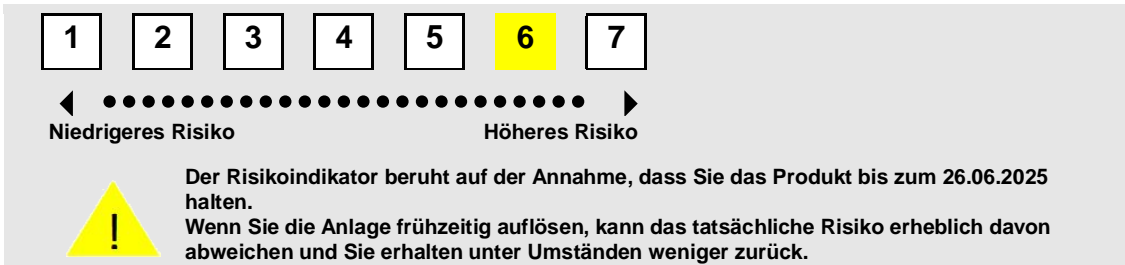 1 2 3 4 5 6 7
Niedrigeres Risiko Höheres Risiko
Der Risikoindikator beruht auf der Annahme, dass Sie das Produkt bis zum 26.06.2025
halten.
Wenn Sie die Anlage frühzeitig auflösen, kann das tatsächliche Risiko erheblich davon
abweichen und Sie erhalten unter Umständen weniger zurück.
!